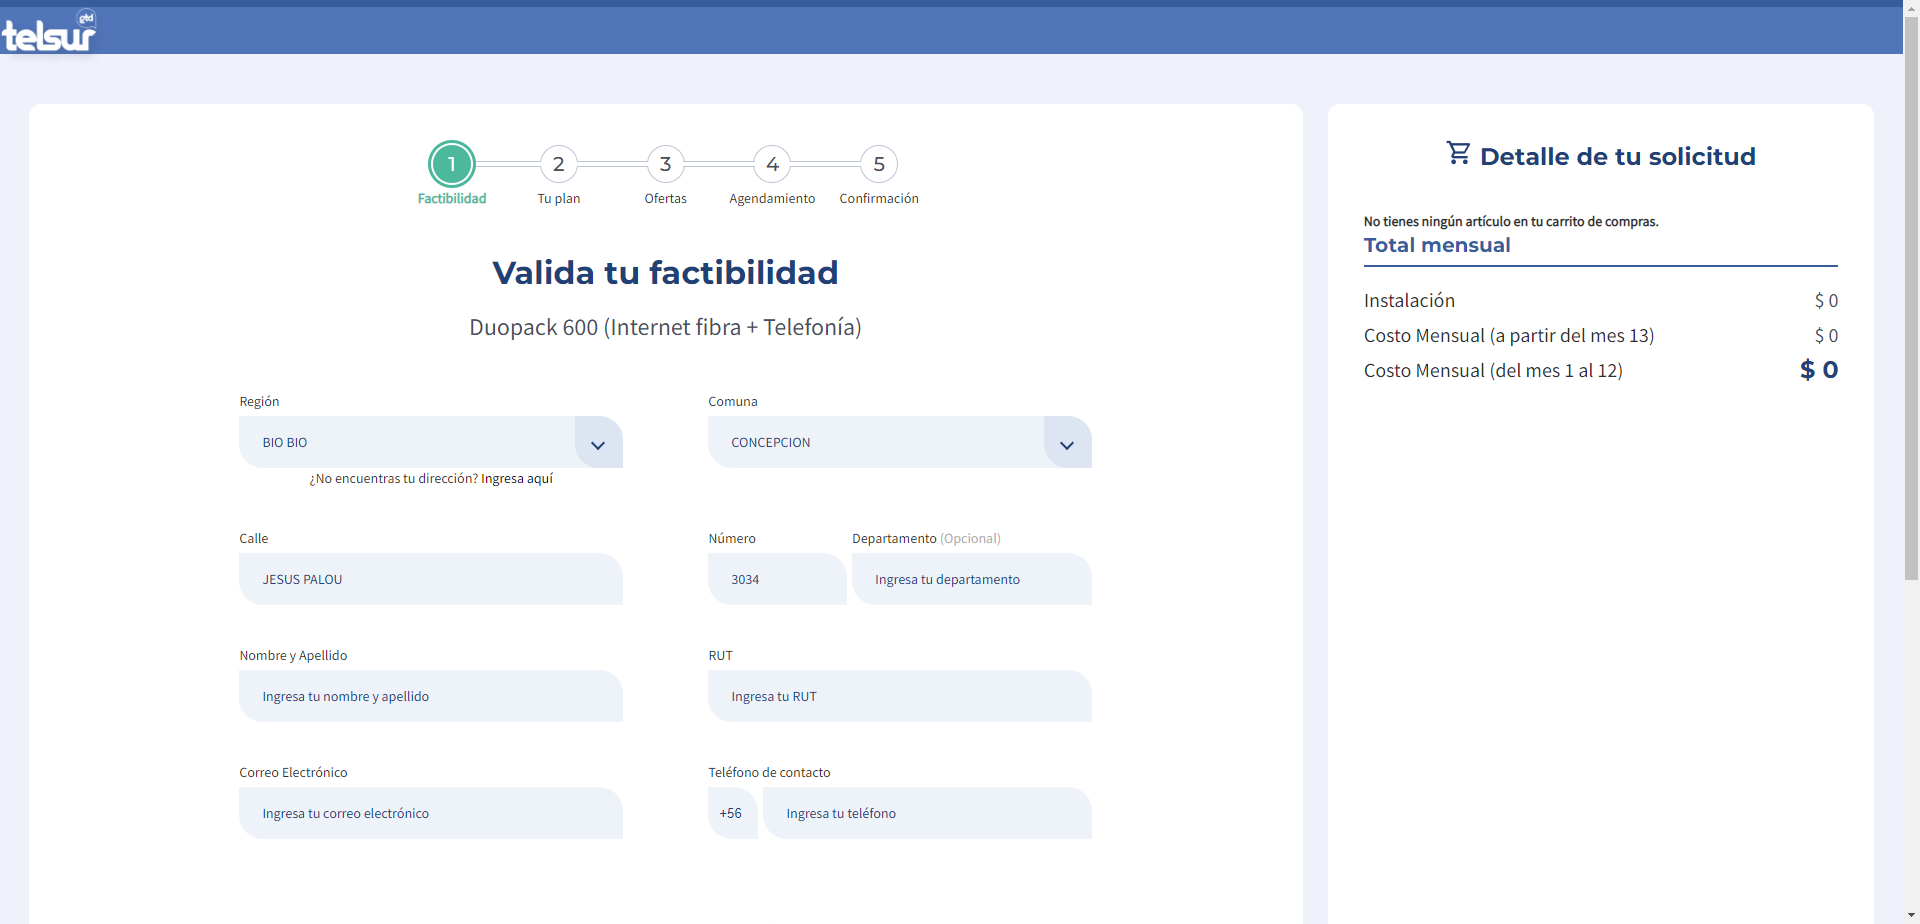 gtd
telsur
1
2
3
4
5
Factibilidad
Tu plan
Ofertas
Agendamiento
Confirmación
Valida tu factibilidad
Duopack 600 (Internet fibra + Telefonía)
Región
Comuna
BIO BIO
CONCEPCION
¿No encuentras tu dirección? Ingresa aquí
Calle
Número
Departamento (Opcional)
JESUS PALOU
3034
Ingresa tu departamento
Nombre y Apellido
RUT
Ingresa tu nombre y apellido
Ingresa tu RUT
Correo Electrónico
Teléfono de contacto
Ingresa tu correo electrónico
+56
Ingresa tu teléfono
Detalle de tu solicitud
No tienes ningún artículo en tu carrito de compras.
Total mensual
Instalación $ 0
Costo Mensual (a partir del mes 13) $ 0
Costo Mensual (del mes 1 al 12) $ 0